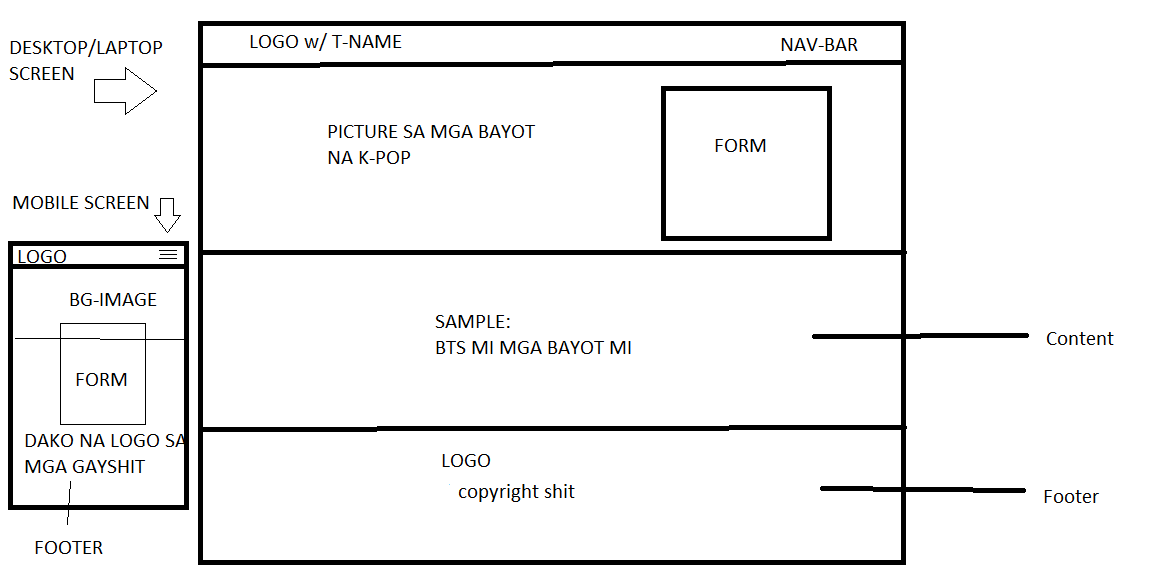 DESKTOP/LAPTOP
SCREEN
LOGO w/ T-NAME
NAV-BAR
PICTURE SA MGA BAYOT
NA K-POP
FORM
MOBILE SCREEN
LOGO
BG-IMAGE
FORM
DAKO NA LOGO SA
MGA GAYSHIT
FOOTER
SAMPLE:
BTS MI MGA BAYOT MI
Content
LOGO
copyright shit
Footer